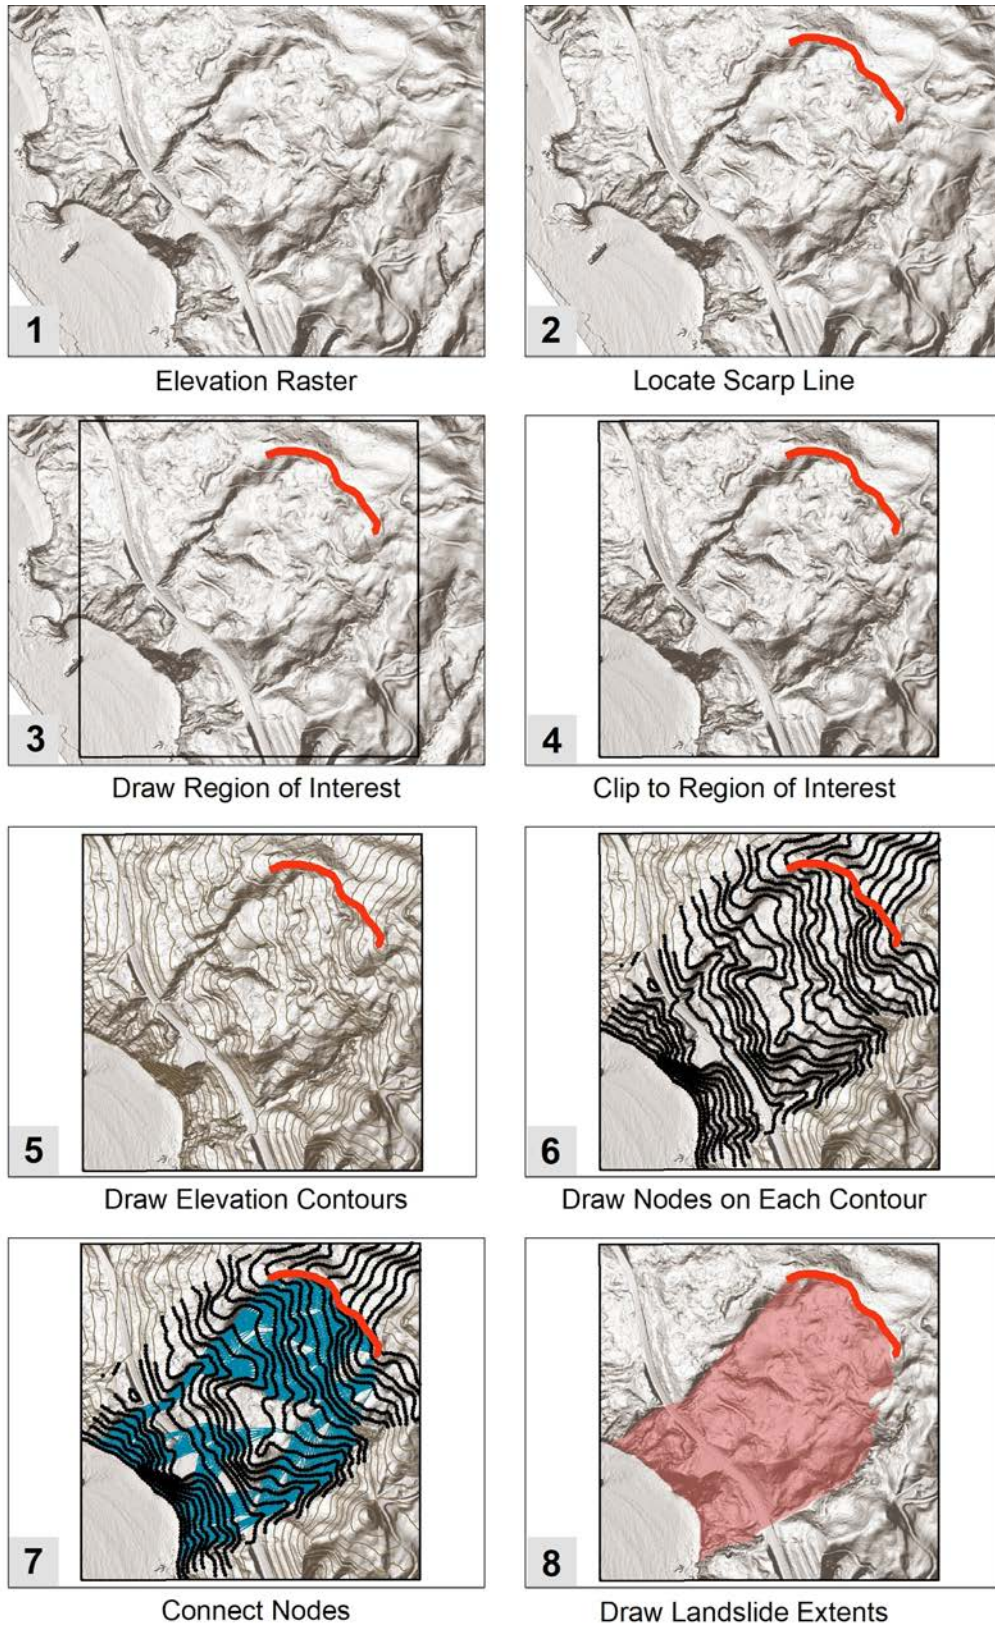 1
Elevation Raster
2
Locate Scarp Line
3
Draw Region of Interest
4
Clip to Region of Interest
5
Draw Elevation Contours
6
Draw Nodes on Each Contour
7
Connect Nodes
8
Draw Landslide Extents